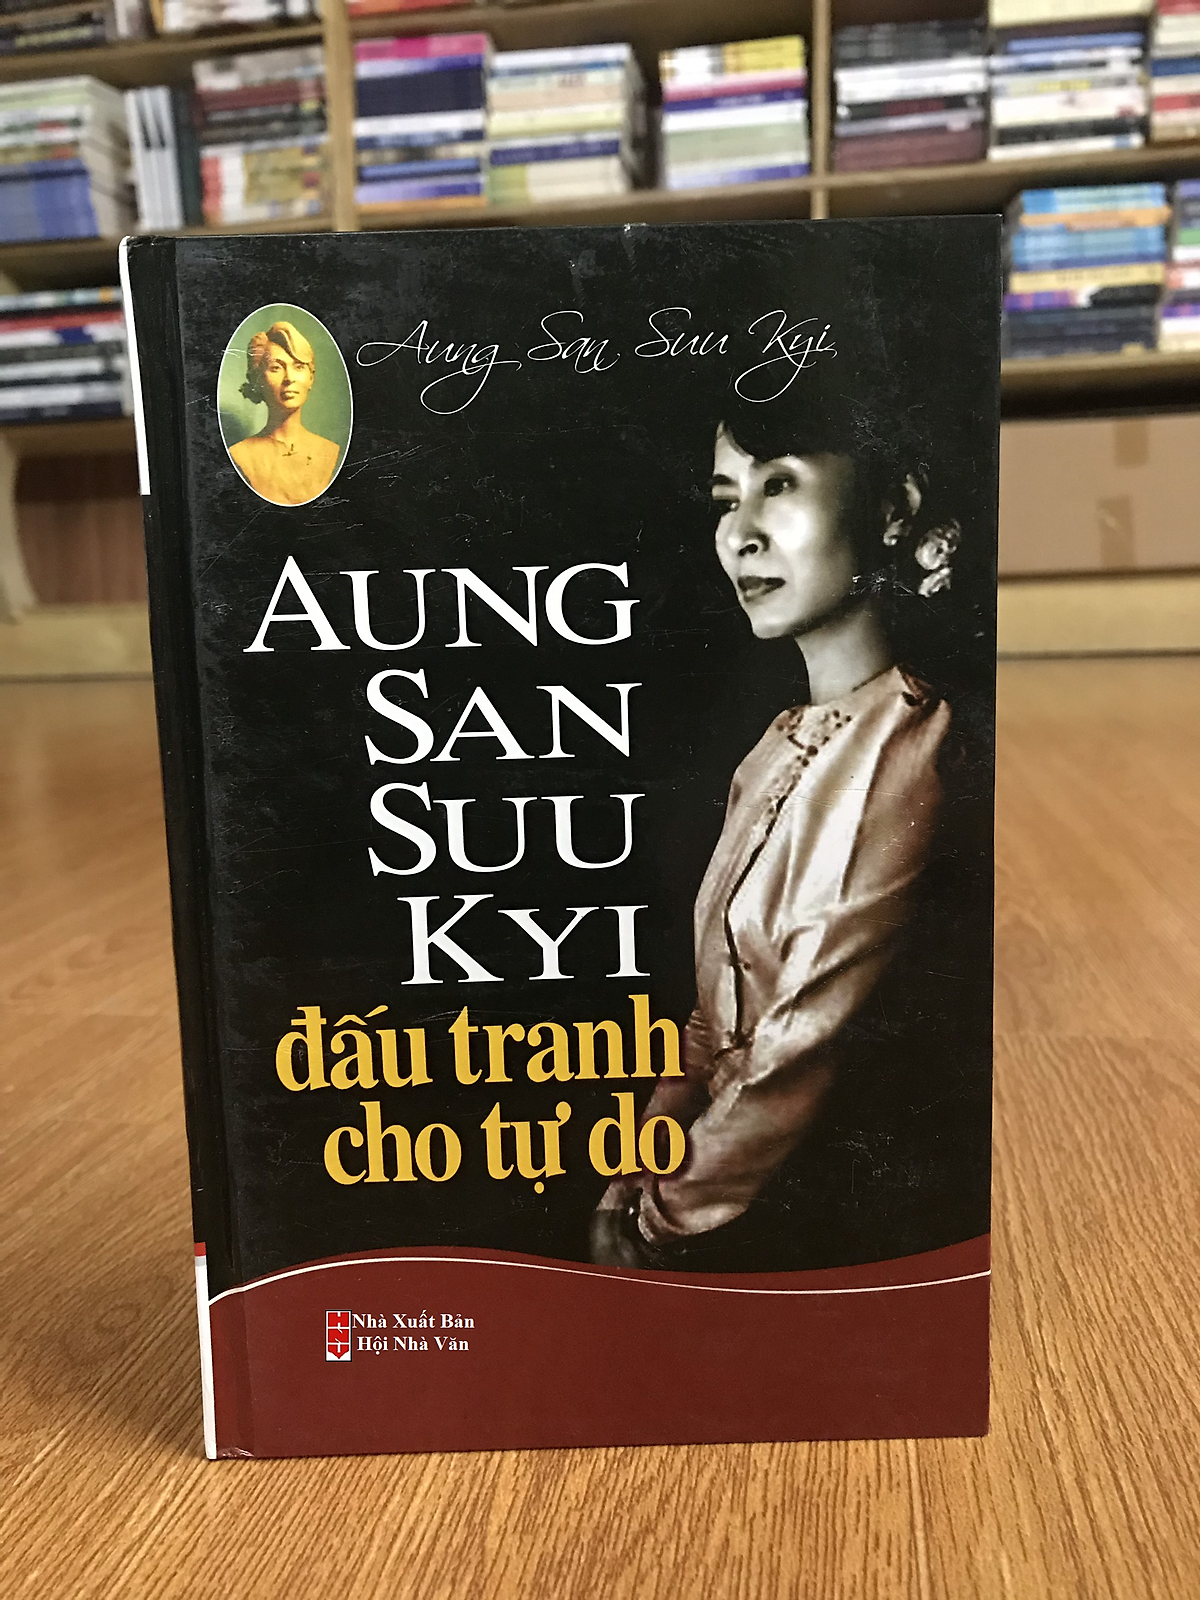 Aung San Suu Kyi
AUNG
SAN
SUU
KYI
đấu tranh
cho tự do
HNV
Nhà Xuất Bản
Hội Nhà Văn